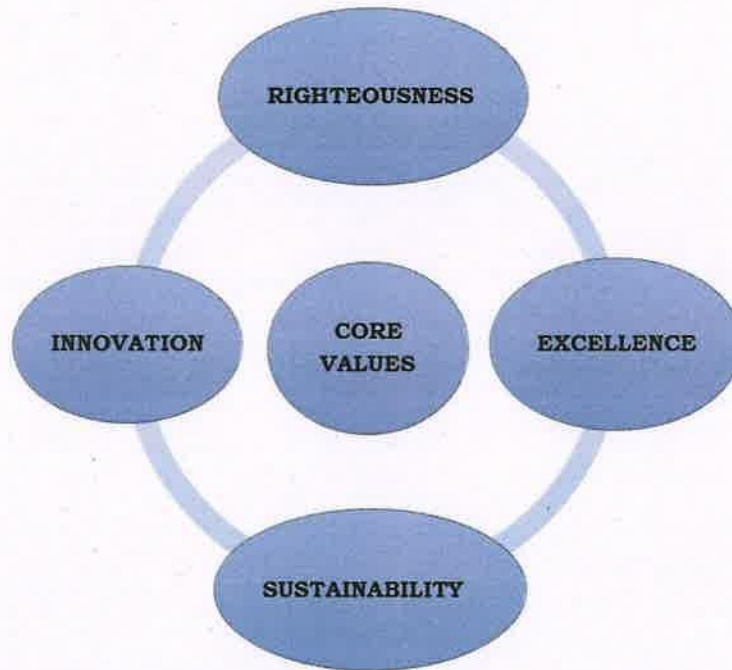 RIGHTEOUSNESS
INNOVATION
CORE
VALUES
EXCELLENCE
SUSTAINABILITY